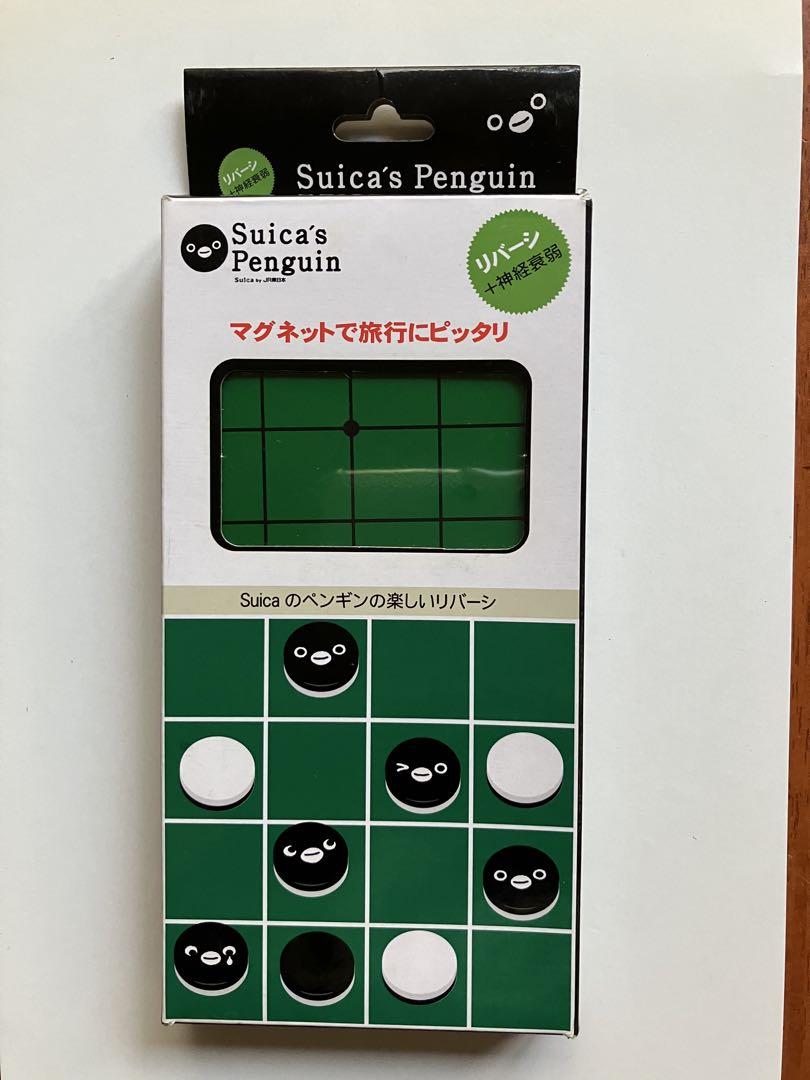 リバーシ
+神経衰弱
Suica's Penguin
Suica's
Penguin
Suica by JR東日本
リバーシ
+神経衰弱
マグネットで旅行にピッタリ
Suica のペンギンの楽しいリバーシ